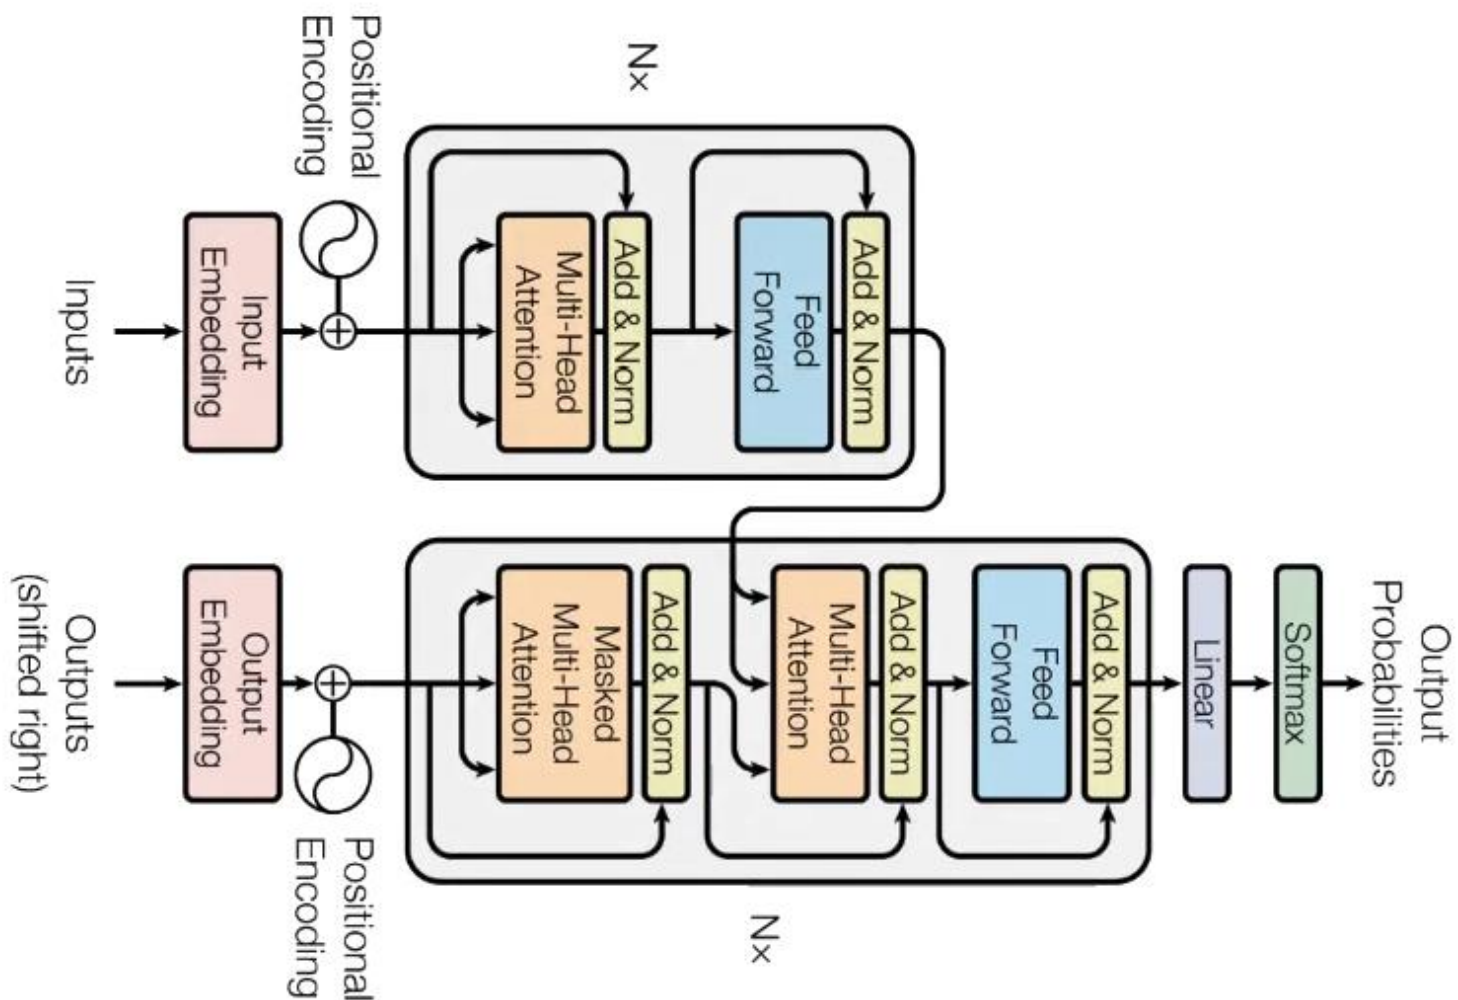 Output
Probabilities
Softmax
Linear
Add & Norm
Feed
Forward
Add & Norm
Multi-Head
Attention
Add & Norm
Masked
Multi-Head
Attention
Nx
Add & Norm
Feed
Forward
Add & Norm
Multi-Head
Attention
Nx
Positional
Encoding
Input
Embedding
Inputs
Positional
Encoding
Output
Embedding
Outputs
(shifted right)